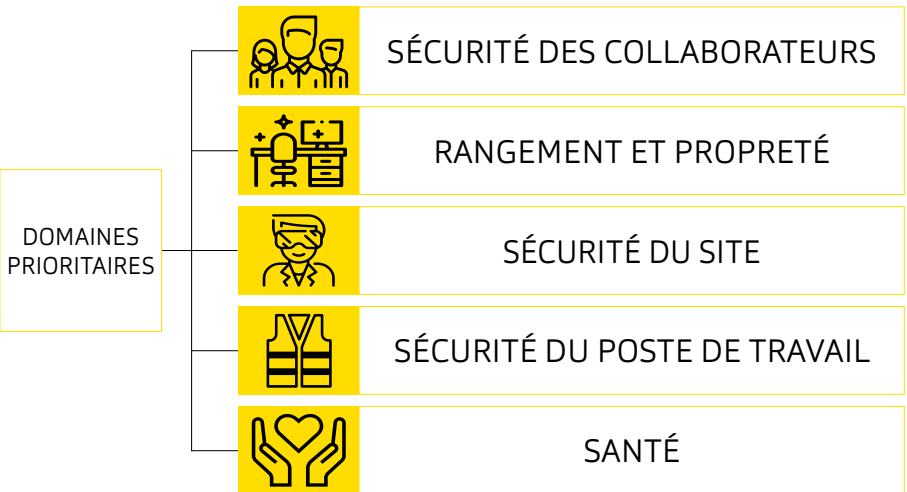 SÉCURITÉ DES COLLABORATEURS
RANGEMENT ET PROPRETÉ
DOMAINES
PRIORITAIRES
SÉCURITÉ DU SITE
SÉCURITÉ DU POSTE DE TRAVAIL
SANTÉ